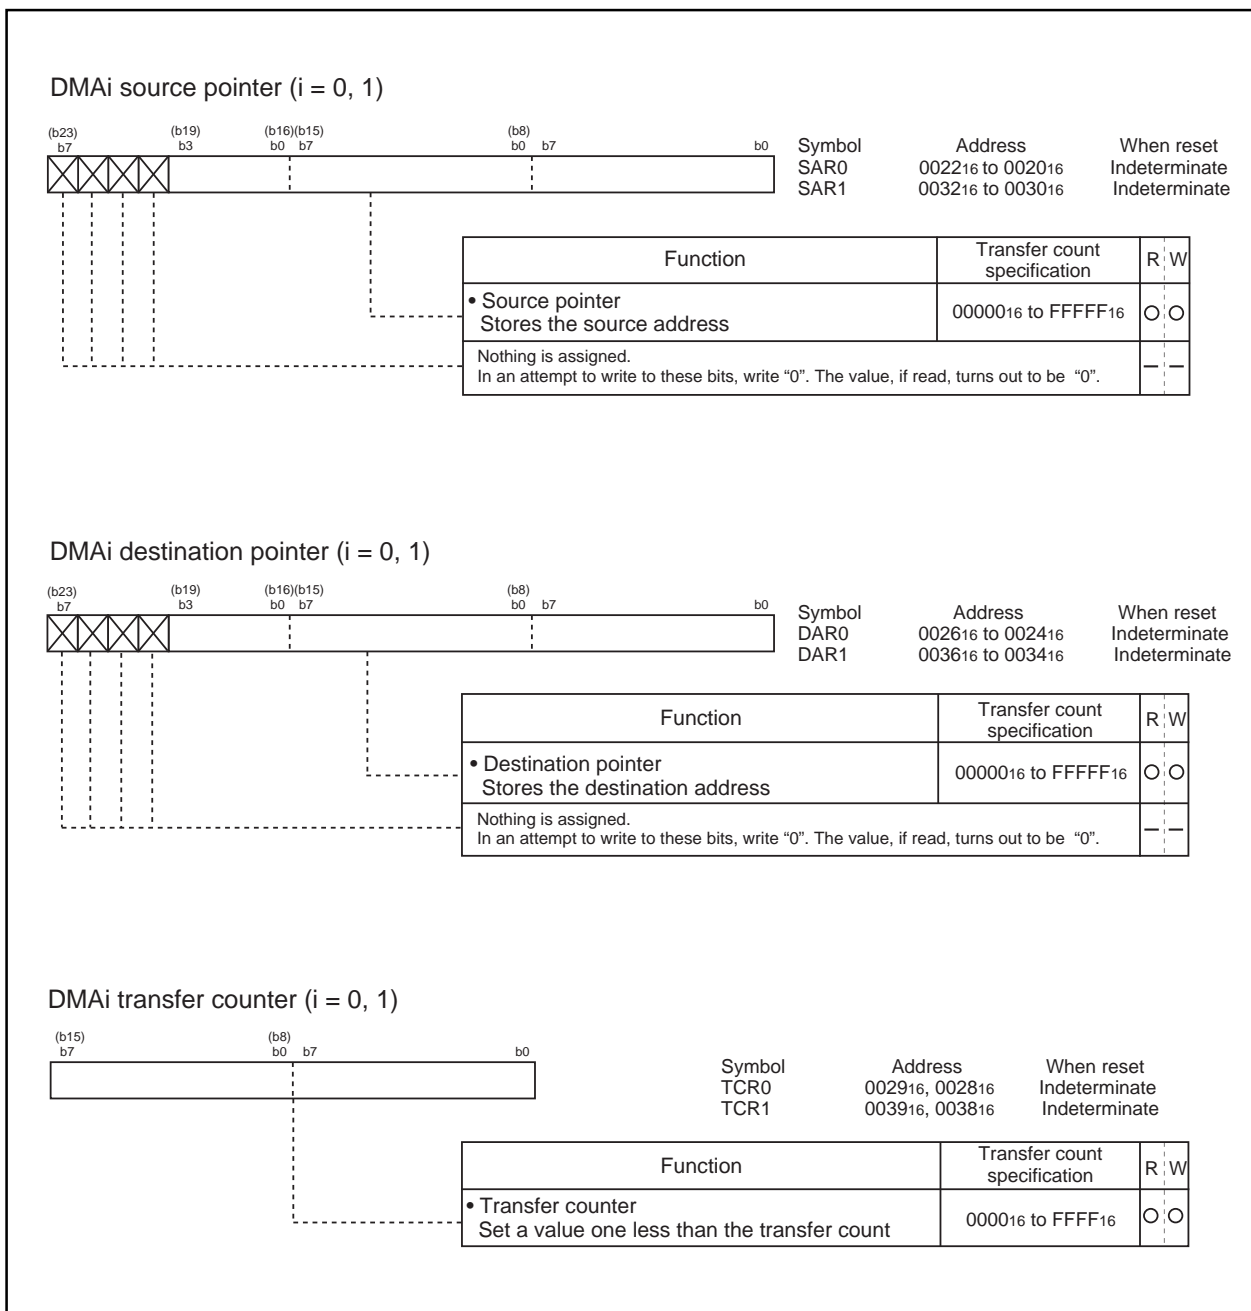 DMAi source pointer (i = 0, 1)
(b23) (b19) (b16)(b15) (b8)
b7 b3 b0 b7 b0 b7 b0
Symbol Address When reset
SAR0 002216 to 002016 Indeterminate
SAR1 003216 to 003016 Indeterminate
Function Transfer count specification R W
• Source pointer
Stores the source address 0000016 to FFFFF16
Nothing is assigned.
In an attempt to write to these bits, write “0”. The value, if read, turns out to be “0”.
DMAi destination pointer (i = 0, 1)
(b23) (b19) (b16)(b15) (b8)
b7 b3 b0 b7 b0 b7 b0
Symbol Address When reset
DAR0 002616 to 002416 Indeterminate
DAR1 003616 to 003416 Indeterminate
Function Transfer count specification R W
• Destination pointer
Stores the destination address 0000016 to FFFFF16
Nothing is assigned.
In an attempt to write to these bits, write “0”. The value, if read, turns out to be “0”.
DMAi transfer counter (i = 0, 1)
(b15) (b8)
b7 b0 b7 b0
Symbol Address When reset
TCR0 002916, 002816 Indeterminate
TCR1 003916, 003816 Indeterminate
Function Transfer count specification R W
• Transfer counter
Set a value one less than the transfer count 000016 to FFFF16